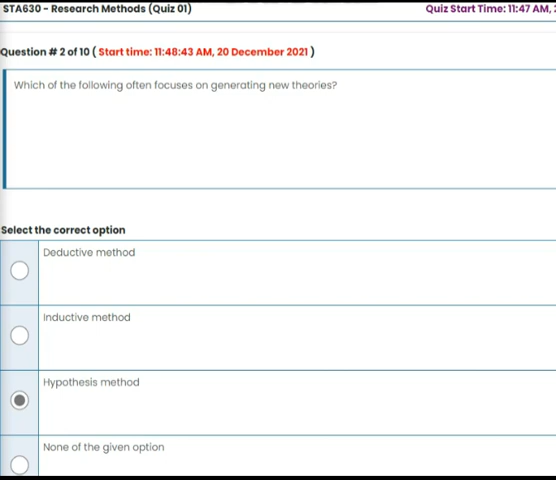 STA630 - Research Methods (Quiz 01) Quiz Start Time: 11:47 AM,
Question # 2 of 10 ( Start time: 11:48:43 AM, 20 December 2021 )
Which of the following often focuses on generating new theories?
Select the correct option
Deductive method
Inductive method
Hypothesis method
None of the given option